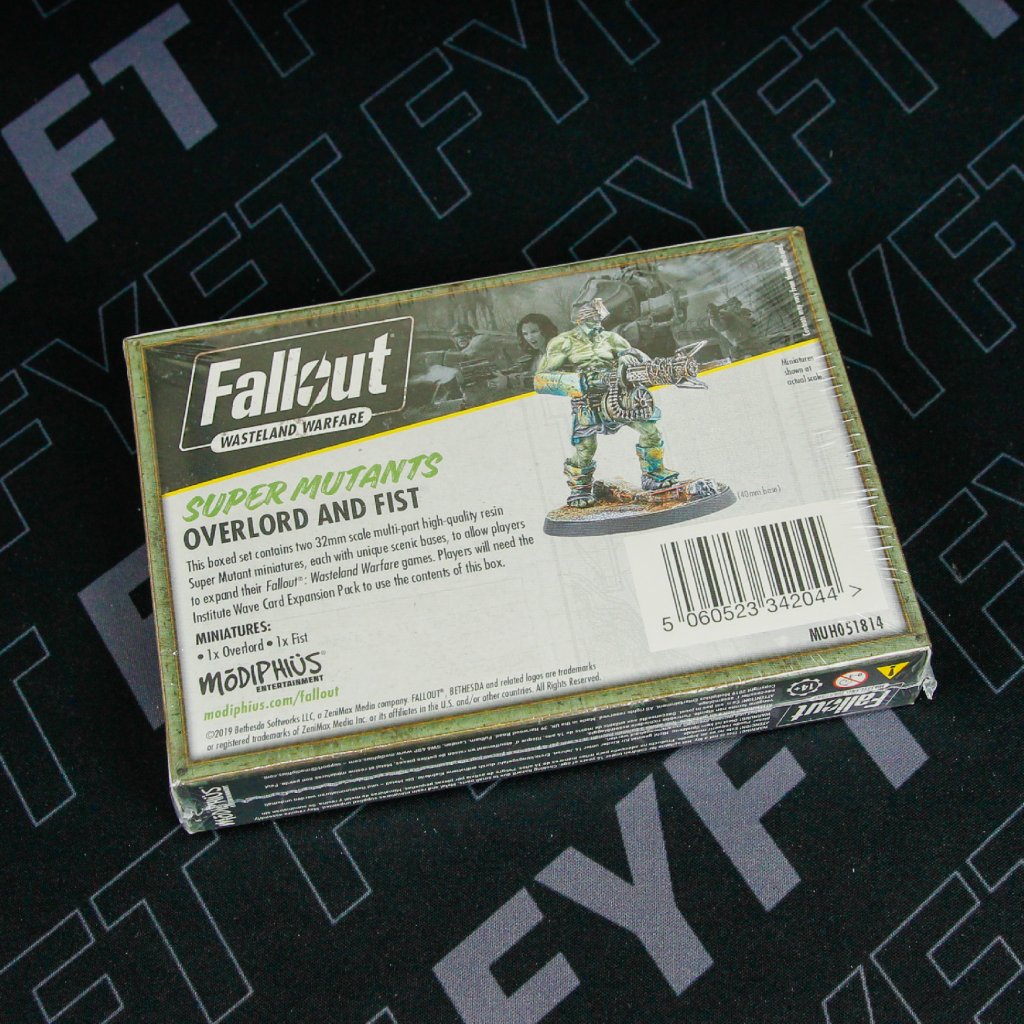 FYFT
Fallout
WASTELAND WARFARE
Miniatures
shown at
actual scale.
SUPER MUTANTS
OVERLORD AND FIST
This boxed set contains two 32mm scale multi-part high-quality resin
Super Mutant miniatures, each with unique scenic bases, to allow players
to expand their Fallout®: Wasteland Warfare games. Players will need the
Institute Wave Card Expansion Pack to use the contents of this box.
(40mm base)
MINIATURES:
• 1x Overlord • 1x Fist
5 060523 342044 >
MUH051814
MŌDIPHIÜS®
ENTERTAINMENT
modiphius.com/fallout
©2019 Bethesda Softworks LLC, a ZeniMax Media company. FALLOUT®, BETHESDA and related logos are trademarks
or registered trademarks of ZeniMax Media Inc. or its affiliates in the U.S. and/or other countries. All Rights Reserved.
14+
Fallout